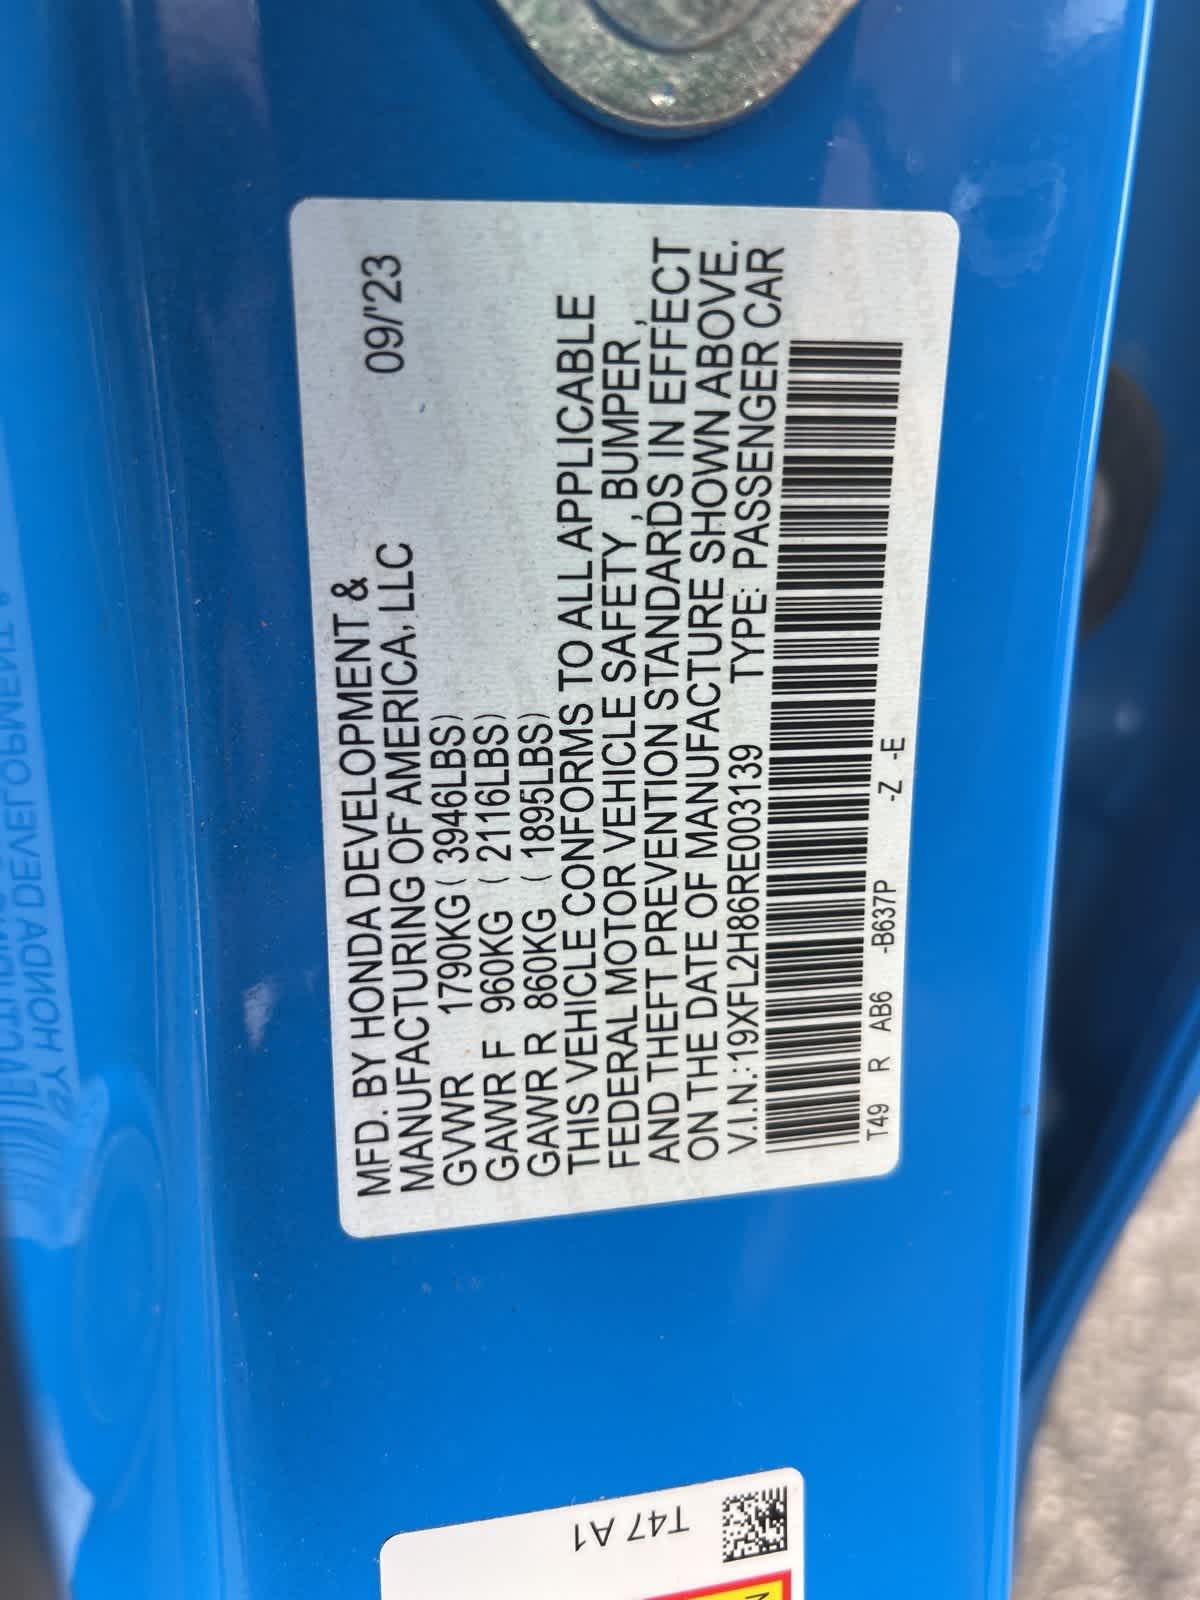 MFD. BY HONDA DEVELOPMENT &
MANUFACTURING OF AMERICA, LLC 09/'23
GVWR 1790KG ( 3946LBS)
GAWR F 960KG ( 2116LBS)
GAWR R 860KG ( 1895LBS)
THIS VEHICLE CONFORMS TO ALL APPLICABLE
FEDERAL MOTOR VEHICLE SAFETY , BUMPER ,
AND THEFT PREVENTION STANDARDS IN EFFECT
ON THE DATE OF MANUFACTURE SHOWN ABOVE.
V.I.N.:19XFL2H86RE003139 TYPE: PASSENGER CAR
T49 R AB6 -B637P -Z -E
T47 A1